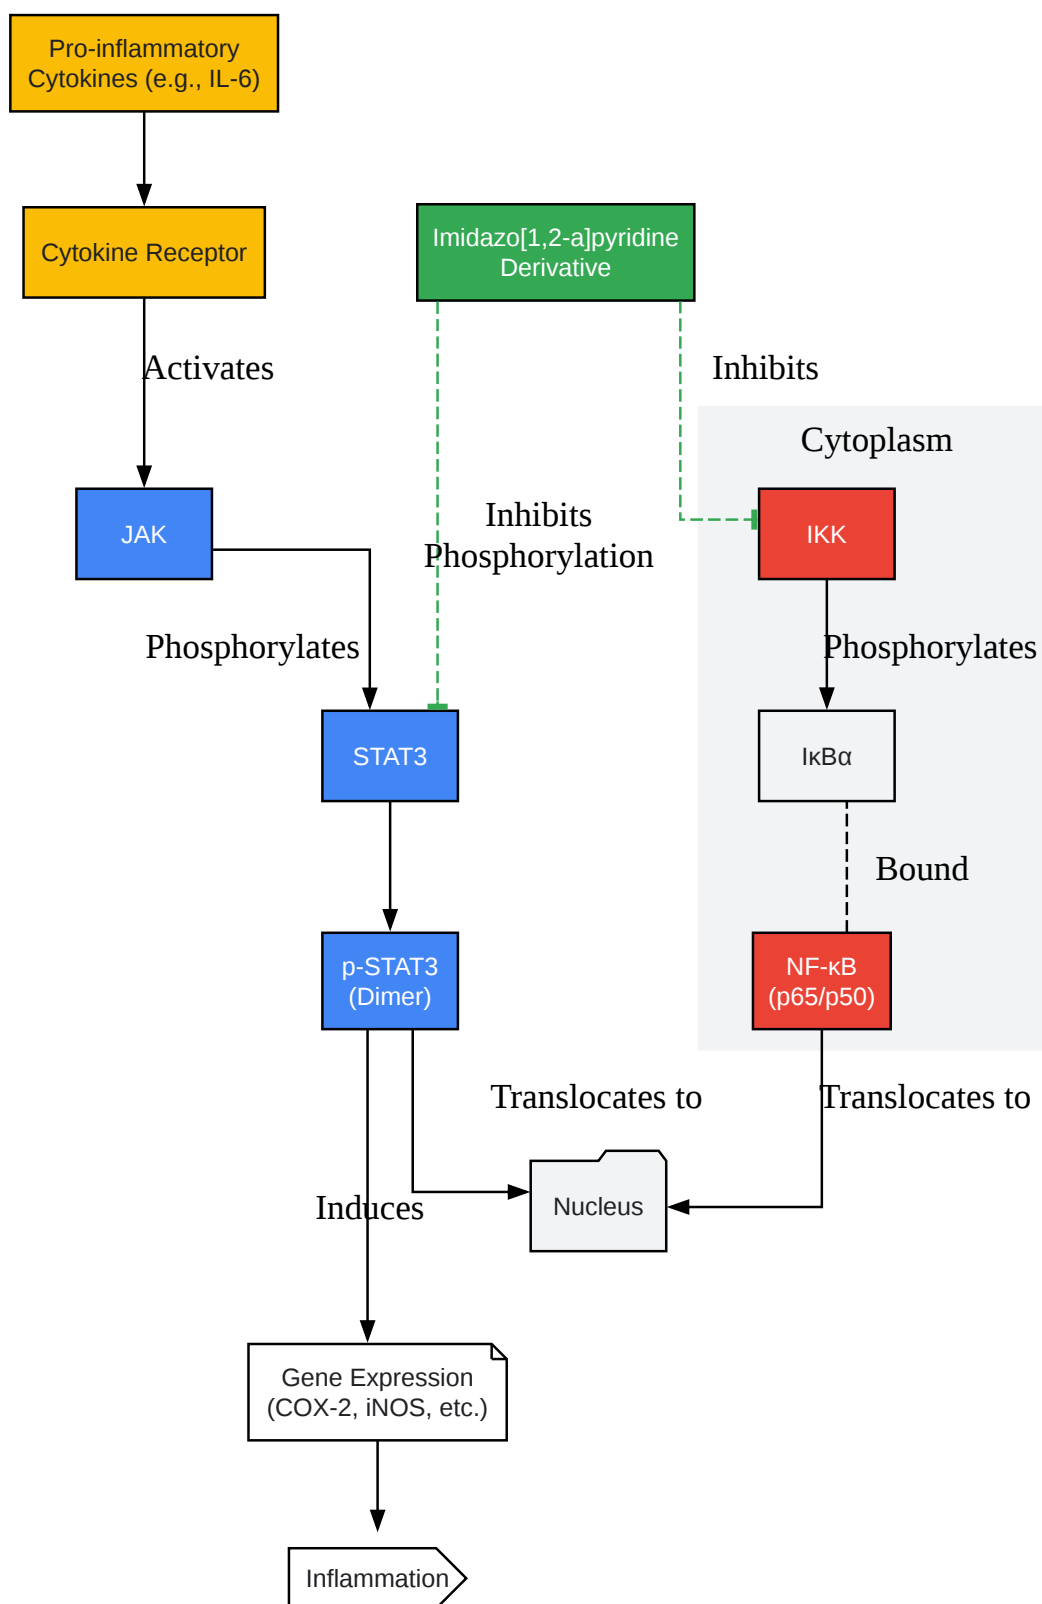 Pro-inflammatory
Cytokines (e.g., IL-6)
Cytokine Receptor
Imidazo[1,2-a]pyridine
Derivative
Activates
Inhibits
Cytoplasm
JAK
Inhibits
Phosphorylation
IKK
Phosphorylates
Phosphorylates
STAT3
IκBα
Bound
p-STAT3
(Dimer)
NF-κB
(p65/p50)
Translocates to
Translocates to
Induces
Nucleus
Gene Expression
(COX-2, iNOS, etc.)
Inflammation